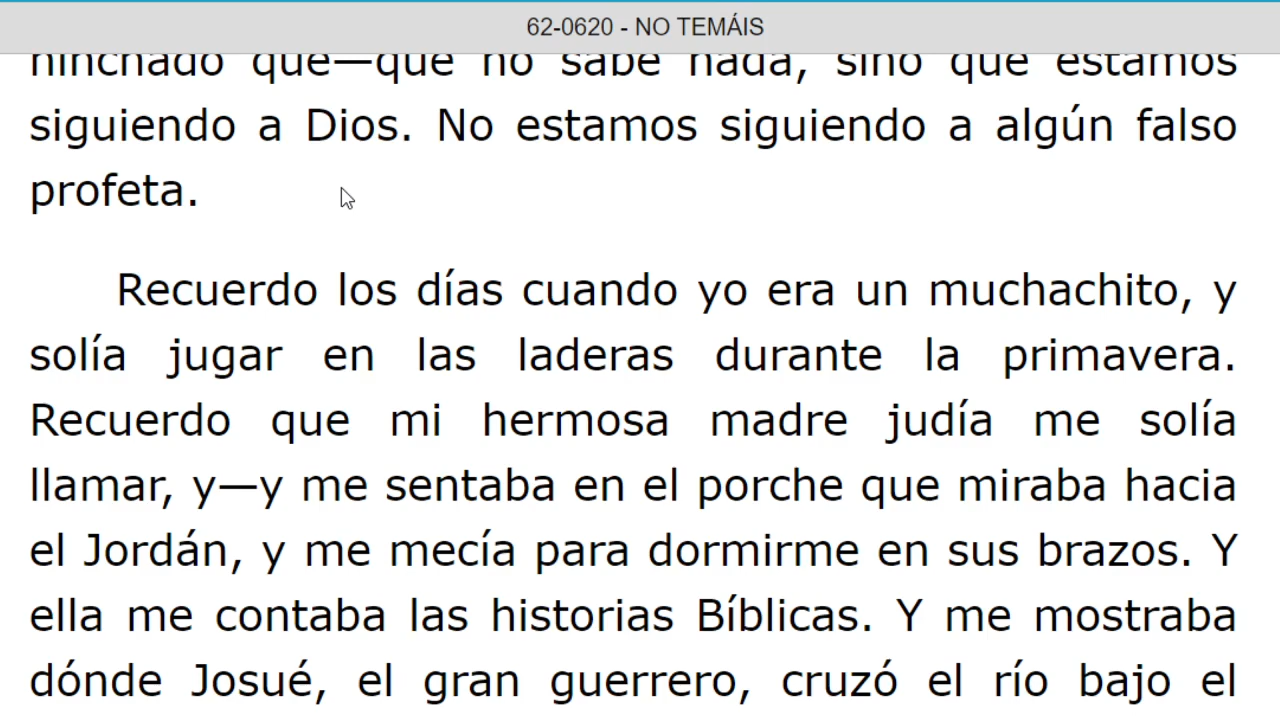 62-0620 - NO TEMÁIS
hinchado que—que no sabe nada, sino que estamos
siguiendo a Dios. No estamos siguiendo a algún falso
profeta.
Recuerdo los días cuando yo era un muchachito, y
solía jugar en las laderas durante la primavera.
Recuerdo que mi hermosa madre judía me solía
llamar, y—y me sentaba en el porche que miraba hacia
el Jordán, y me mecía para dormirme en sus brazos. Y
ella me contaba las historias Bíblicas. Y me mostraba
dónde Josué, el gran guerrero, cruzó el río bajo el